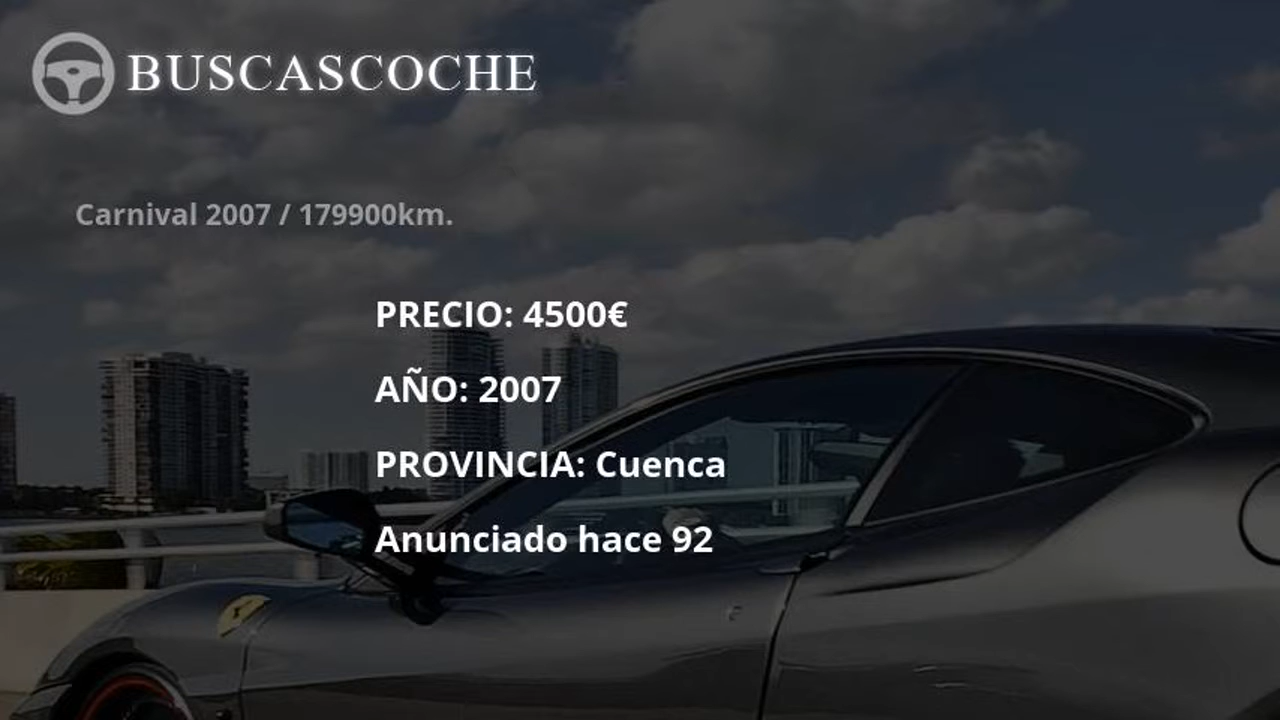 BUSCASCOCHE
Carnival 2007 / 179900km.
PRECIO: 4500€
AÑO: 2007
PROVINCIA: Cuenca
Anunciado hace 92